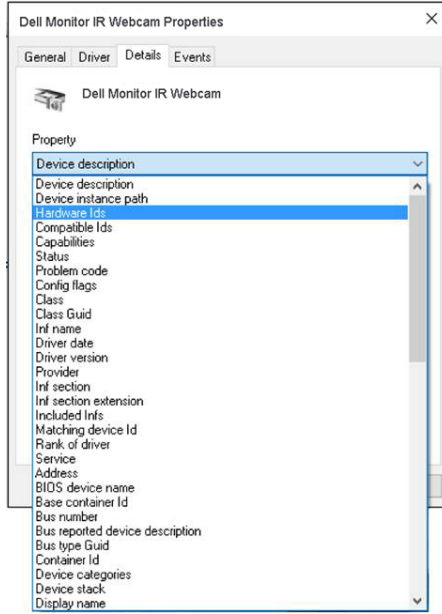 Dell Monitor IR Webcam Properties
General Driver Details Events
Dell Monitor IR Webcam
Property
Device description
Device description
Device instance path
Hardware Ids
Compatible Ids
Capabilities
Status
Problem code
Config flags
Class
Class Guid
Inf name
Driver date
Driver version
Provider
Inf section
Inf section extension
Included Infs
Matching device Id
Rank of driver
Service
Address
BIOS device name
Base container Id
Bus number
Bus reported device description
Bus type Guid
Container Id
Device categories
Device stack
Display name